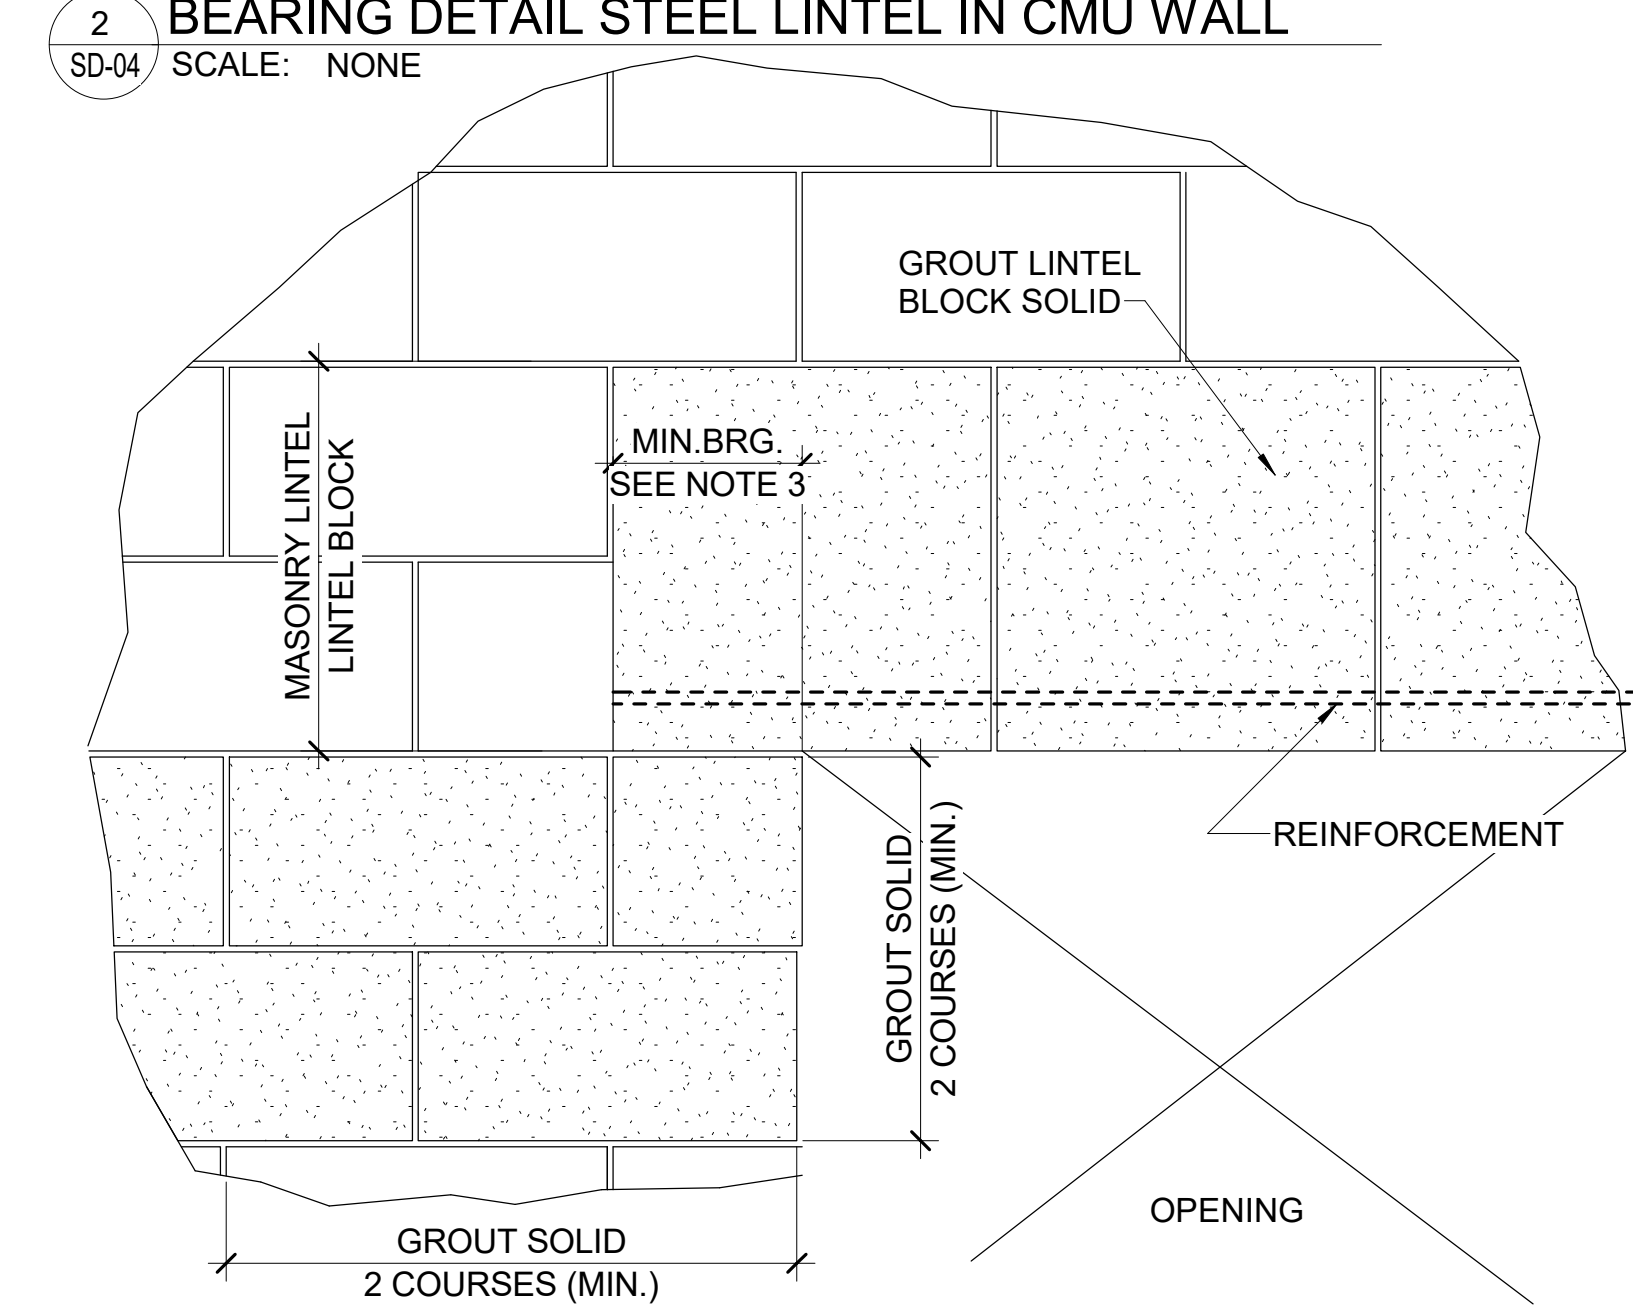 2
BEARING DETAIL STEEL LINTEL IN CMU WALL
SD-04
SCALE: NONE
GROUT LINTEL
BLOCK SOLID
MIN.BRG.
SEE NOTE 3
MASONRY LINTEL
LINTEL BLOCK
REINFORCEMENT
GROUT SOLID
2 COURSES (MIN.)
OPENING
GROUT SOLID
2 COURSES (MIN.)